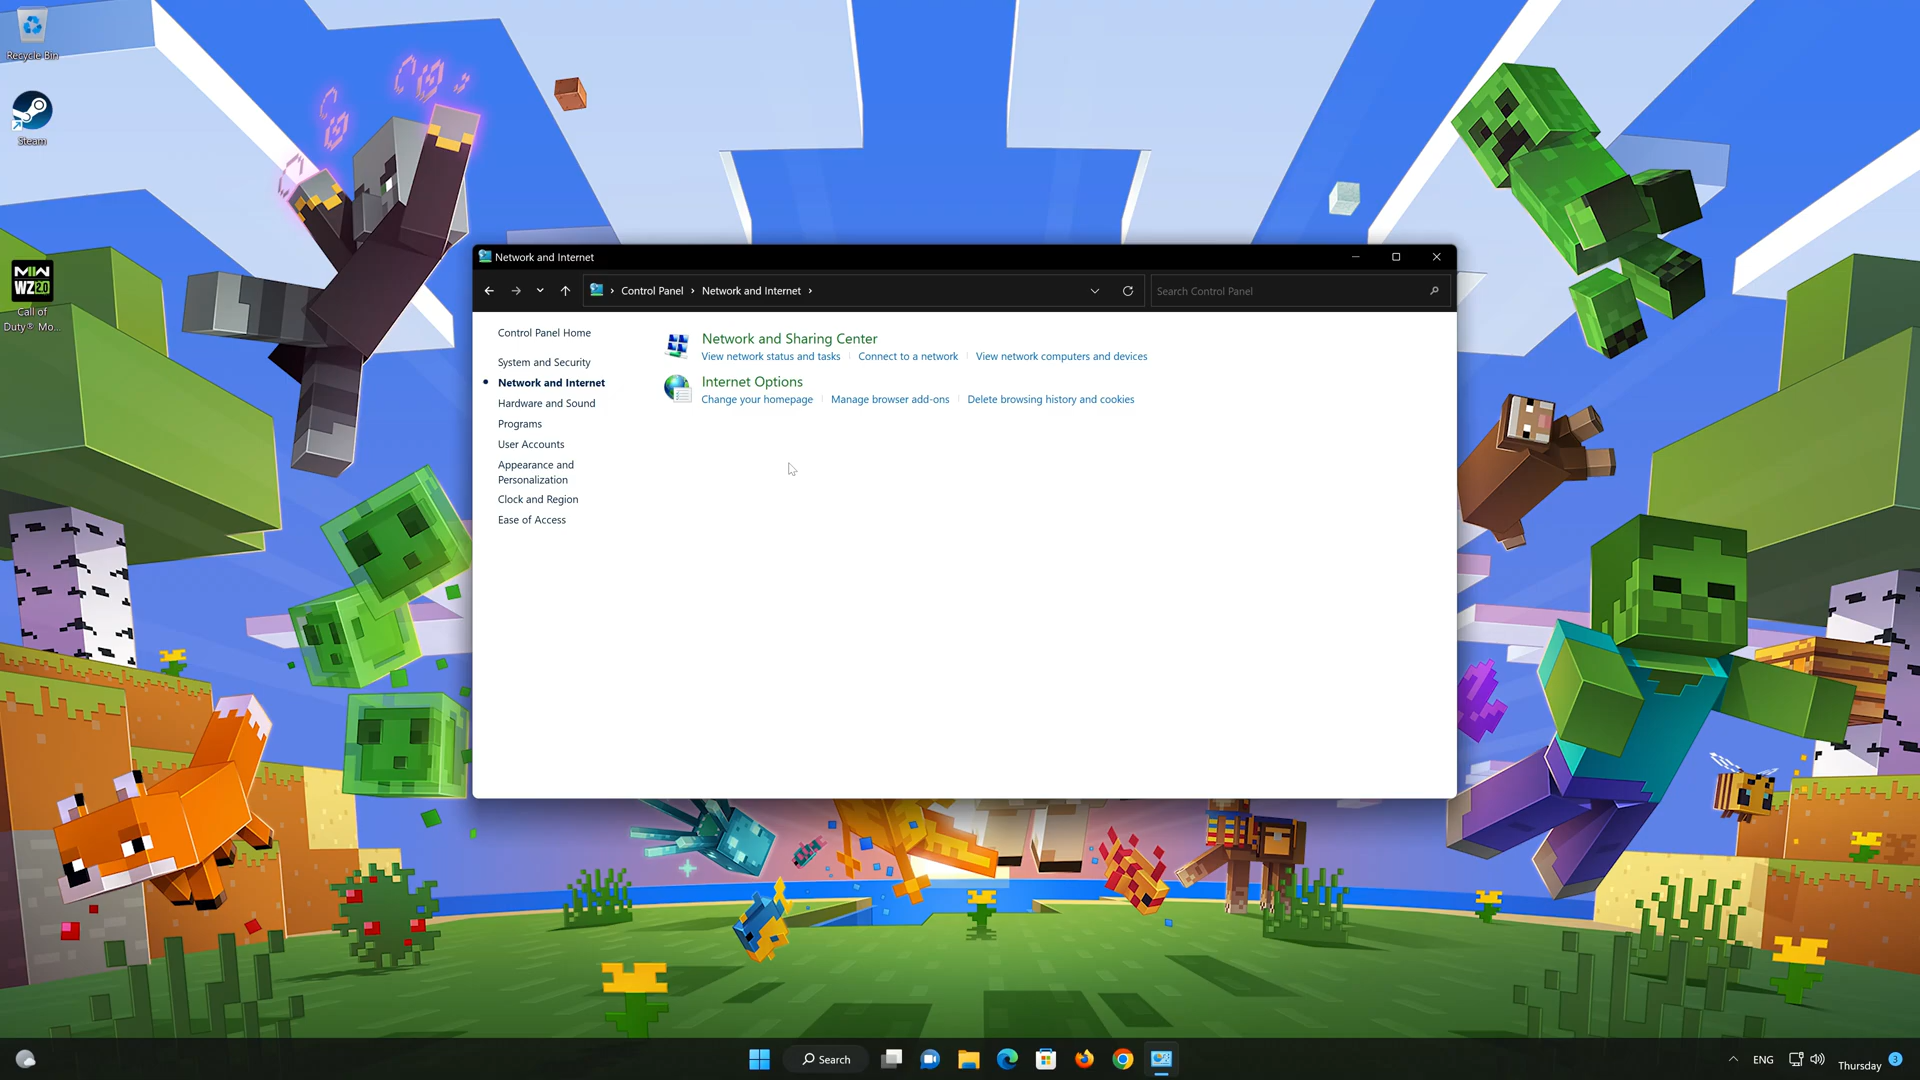 Recycle Bin
Steam
MW
WZ 2.0
Call of
Duty® Mo...
Network and Internet
Control Panel > Network and Internet >
Search Control Panel
Control Panel Home
System and Security
Network and Internet
Hardware and Sound
Programs
User Accounts
Appearance and
Personalization
Clock and Region
Ease of Access
Network and Sharing Center
View network status and tasks
Connect to a network
View network computers and devices
Internet Options
Change your homepage
Manage browser add-ons
Delete browsing history and cookies
Search
ENG
Thursday
3